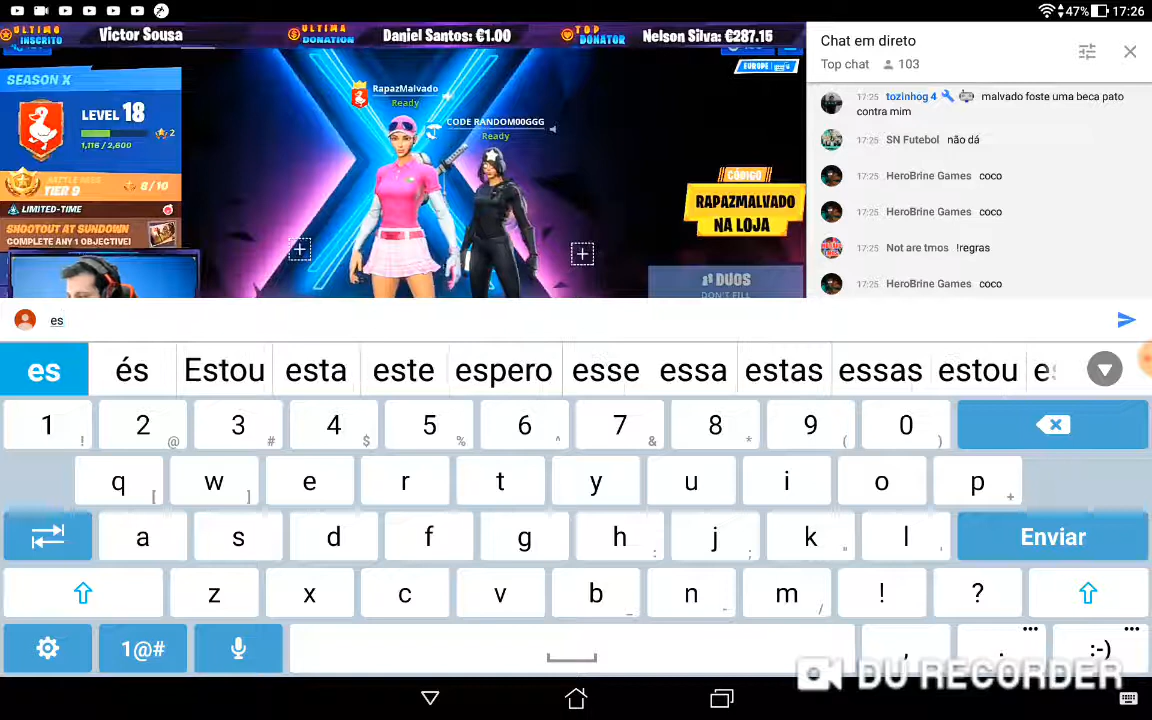 47% 17:26
ÚLTIMO INSCRITO Victor Sousa
ÚLTIMA DONATION Daniel Santos: €1.00
TOP DONATOR Nelson Silva: €287.15
SEASON X
LEVEL 18
2
1,116 / 2,600
BATTLE PASS
TIER 9
8/10
LIMITED-TIME
SHOOTOUT AT SUNDOWN
COMPLETE ANY 1 OBJECTIVE!
RapazMalvado
Ready
CODE RANDOM00GGG
Ready
EUROPE
CÓDIGO
RAPAZMALVADO
NA LOJA
DUOS
DON'T FILL
Chat em direto
Top chat 103
17:25 tozinhog 4 malvado foste uma beca pato
contra mim
17:25 SN Futebol não dá
17:25 HeroBrine Games coco
17:25 HeroBrine Games coco
17:25 Not are tmos !regras
17:25 HeroBrine Games coco
es
es és Estou esta este espero esse essa estas essas estou
1 ! 2 @ 3 # 4 $ 5 % 6 ^ 7 & 8 * 9 ( 0 )
q [ w ] e r t y u i o p +
a s d f g h : j ; k " l ' Enviar
z x c v b _ n - m / ! ?
1@# , . ... :-) ...
DU RECORDER